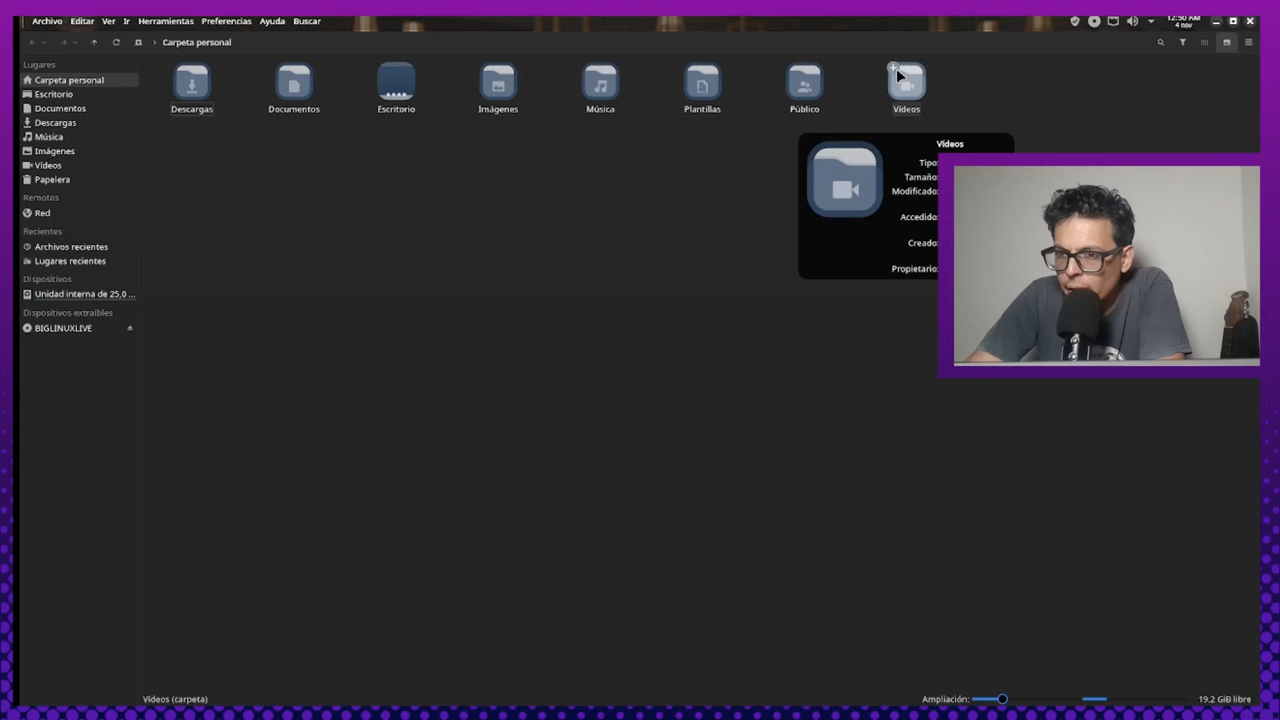 Archivo Editar Ver Ir Herramientas Preferencias Ayuda Buscar
12:50 AM
4 nov
Carpeta personal
Lugares
Carpeta personal
Escritorio
Documentos
Descargas
Música
Imágenes
Vídeos
Papelera
Remotos
Red
Recientes
Archivos recientes
Lugares recientes
Dispositivos
Unidad interna de 25,0 ...
Dispositivos extraíbles
BIGLINUXLIVE
Descargas Documentos Escritorio Imágenes Música Plantillas Público Vídeos
Vídeos
Tipo:
Tamaño:
Modificado:
Accedido:
Creado:
Propietario:
Vídeos (carpeta)
Ampliación:
19.2 GiB libre